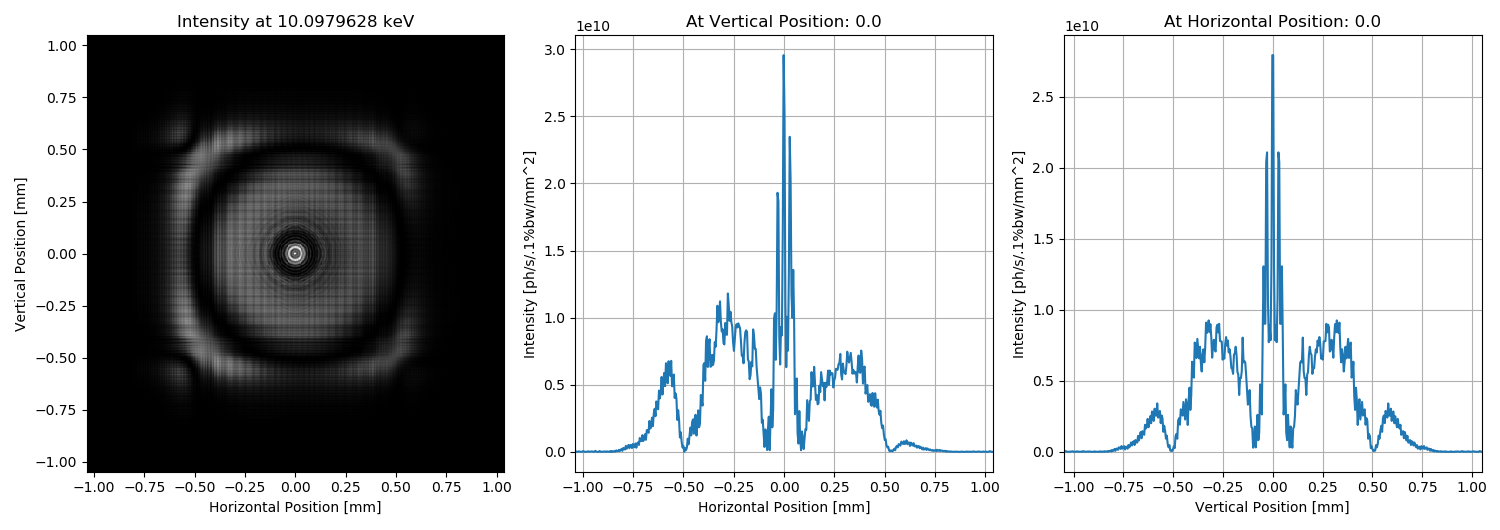 Intensity at 10.0979628 keV
1.00
0.75
0.50
0.25
0.00
−0.25
−0.50
−0.75
−1.00
Vertical Position [mm]
−1.00 −0.75 −0.50 −0.25 0.00 0.25 0.50 0.75 1.00
Horizontal Position [mm]
At Vertical Position: 0.0
1e10
3.0
2.5
2.0
1.5
1.0
0.5
0.0
Intensity [ph/s/.1%bw/mm^2]
−1.00 −0.75 −0.50 −0.25 0.00 0.25 0.50 0.75 1.00
Horizontal Position [mm]
At Horizontal Position: 0.0
1e10
2.5
2.0
1.5
1.0
0.5
0.0
Intensity [ph/s/.1%bw/mm^2]
−1.00 −0.75 −0.50 −0.25 0.00 0.25 0.50 0.75 1.00
Vertical Position [mm]